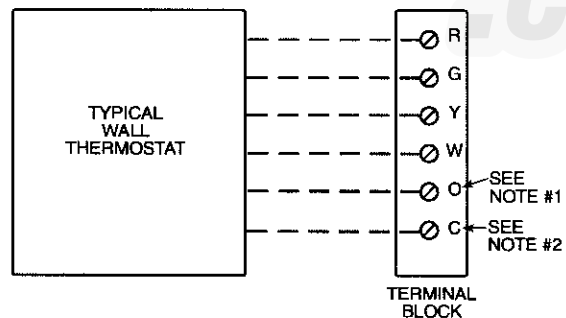 TYPICAL
WALL
THERMOSTAT
R
G
Y
W
O
C
SEE
NOTE #1
SEE
NOTE #2
TERMINAL
BLOCK